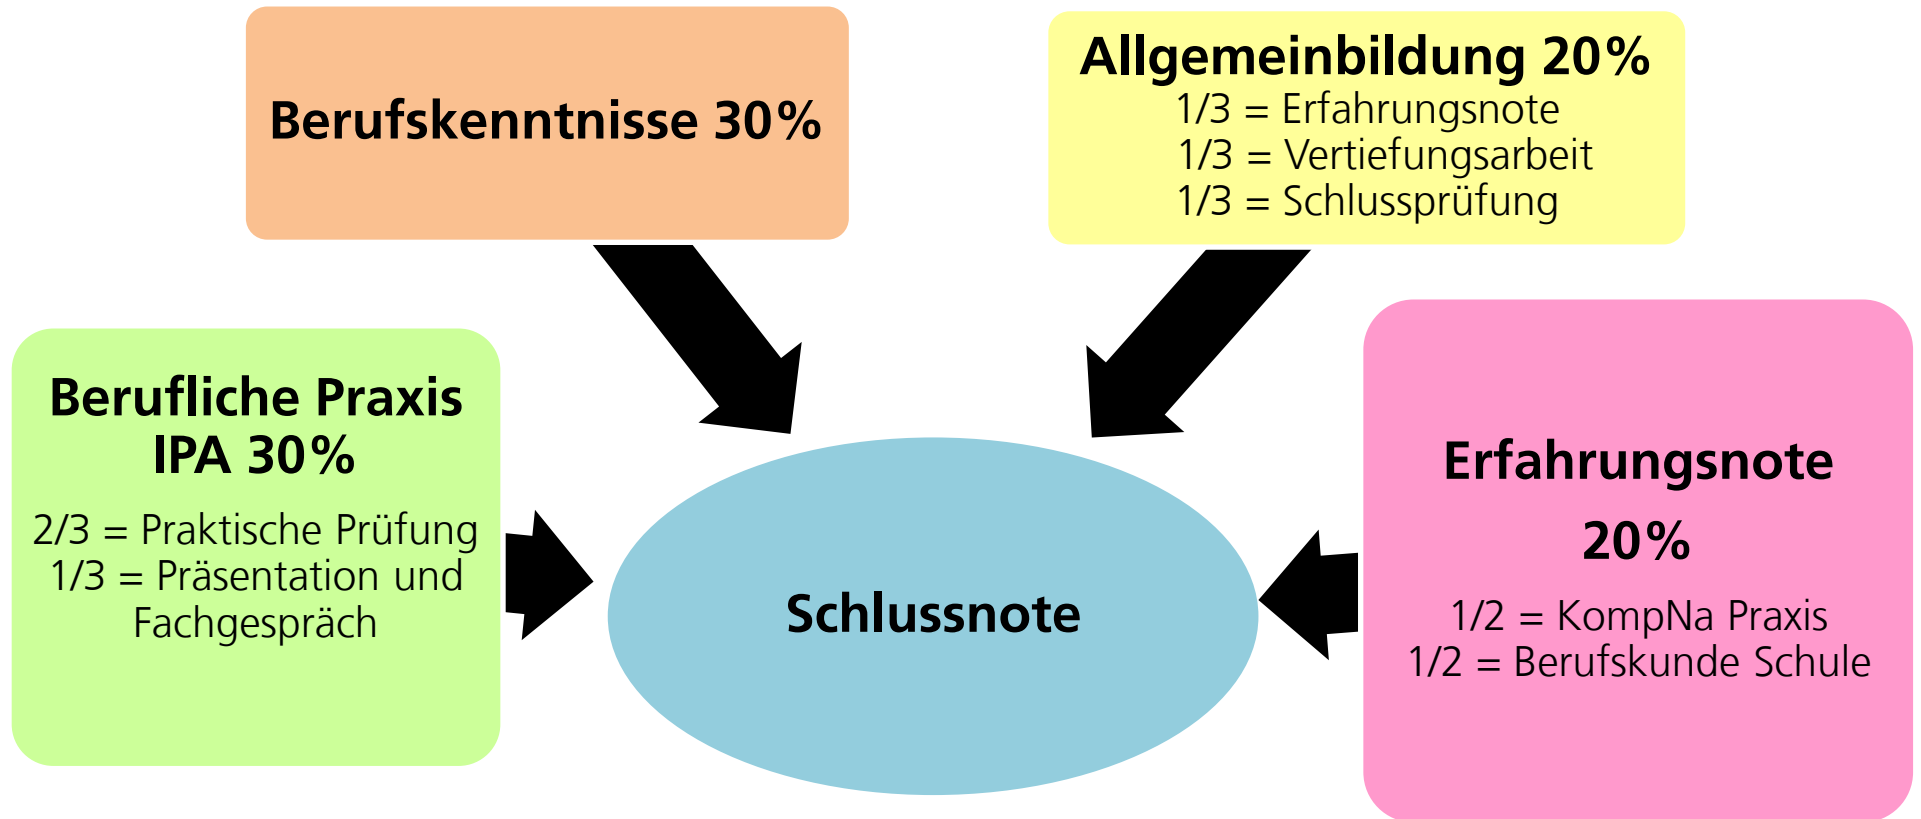 Berufskenntnisse 30%
Allgemeinbildung 20%
1/3 = Erfahrungsnote
1/3 = Vertiefungsarbeit
1/3 = Schlussprüfung
Berufliche Praxis
IPA 30%
2/3 = Praktische Prüfung
1/3 = Präsentation und
Fachgespräch
Schlussnote
Erfahrungsnote
20%
1/2 = KompNa Praxis
1/2 = Berufskunde Schule